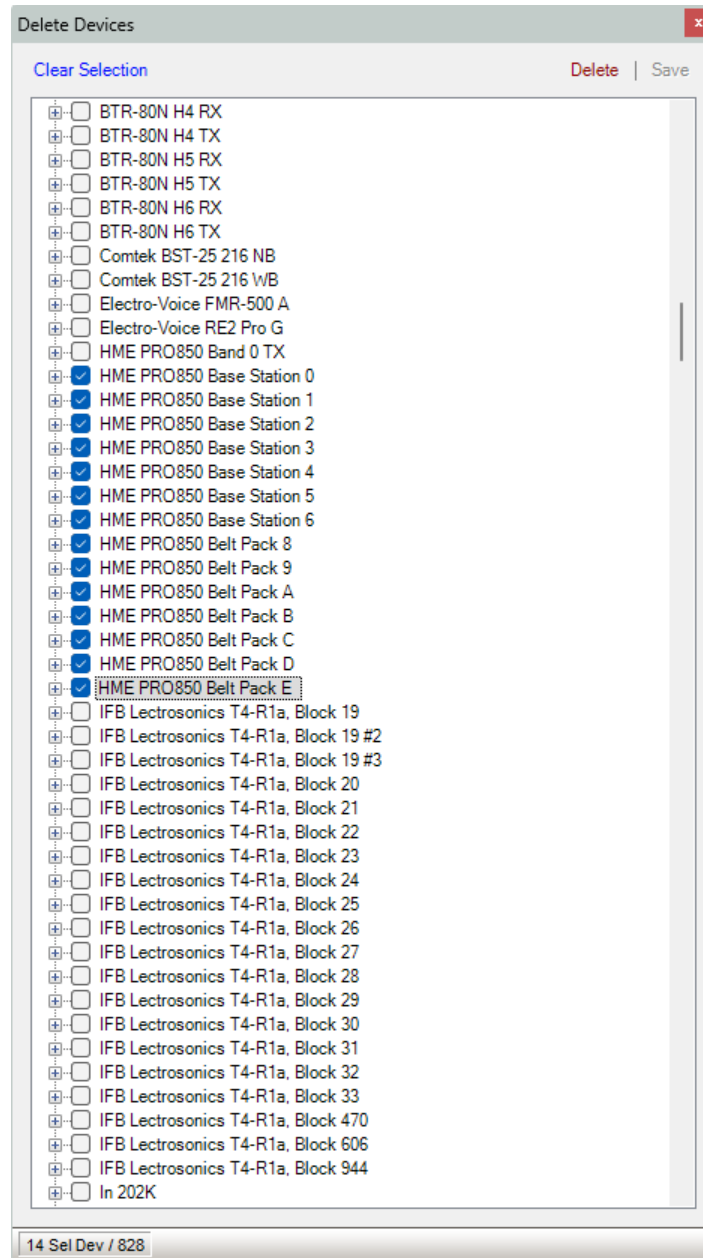 Delete Devices
x
Clear Selection Delete | Save
BTR-80N H4 RX
BTR-80N H4 TX
BTR-80N H5 RX
BTR-80N H5 TX
BTR-80N H6 RX
BTR-80N H6 TX
Comtek BST-25 216 NB
Comtek BST-25 216 WB
Electro-Voice FMR-500 A
Electro-Voice RE2 Pro G
HME PRO850 Band 0 TX
HME PRO850 Base Station 0
HME PRO850 Base Station 1
HME PRO850 Base Station 2
HME PRO850 Base Station 3
HME PRO850 Base Station 4
HME PRO850 Base Station 5
HME PRO850 Base Station 6
HME PRO850 Belt Pack 8
HME PRO850 Belt Pack 9
HME PRO850 Belt Pack A
HME PRO850 Belt Pack B
HME PRO850 Belt Pack C
HME PRO850 Belt Pack D
HME PRO850 Belt Pack E
IFB Lectrosonics T4-R1a, Block 19
IFB Lectrosonics T4-R1a, Block 19 #2
IFB Lectrosonics T4-R1a, Block 19 #3
IFB Lectrosonics T4-R1a, Block 20
IFB Lectrosonics T4-R1a, Block 21
IFB Lectrosonics T4-R1a, Block 22
IFB Lectrosonics T4-R1a, Block 23
IFB Lectrosonics T4-R1a, Block 24
IFB Lectrosonics T4-R1a, Block 25
IFB Lectrosonics T4-R1a, Block 26
IFB Lectrosonics T4-R1a, Block 27
IFB Lectrosonics T4-R1a, Block 28
IFB Lectrosonics T4-R1a, Block 29
IFB Lectrosonics T4-R1a, Block 30
IFB Lectrosonics T4-R1a, Block 31
IFB Lectrosonics T4-R1a, Block 32
IFB Lectrosonics T4-R1a, Block 33
IFB Lectrosonics T4-R1a, Block 470
IFB Lectrosonics T4-R1a, Block 606
IFB Lectrosonics T4-R1a, Block 944
In 202K
14 Sel Dev / 828